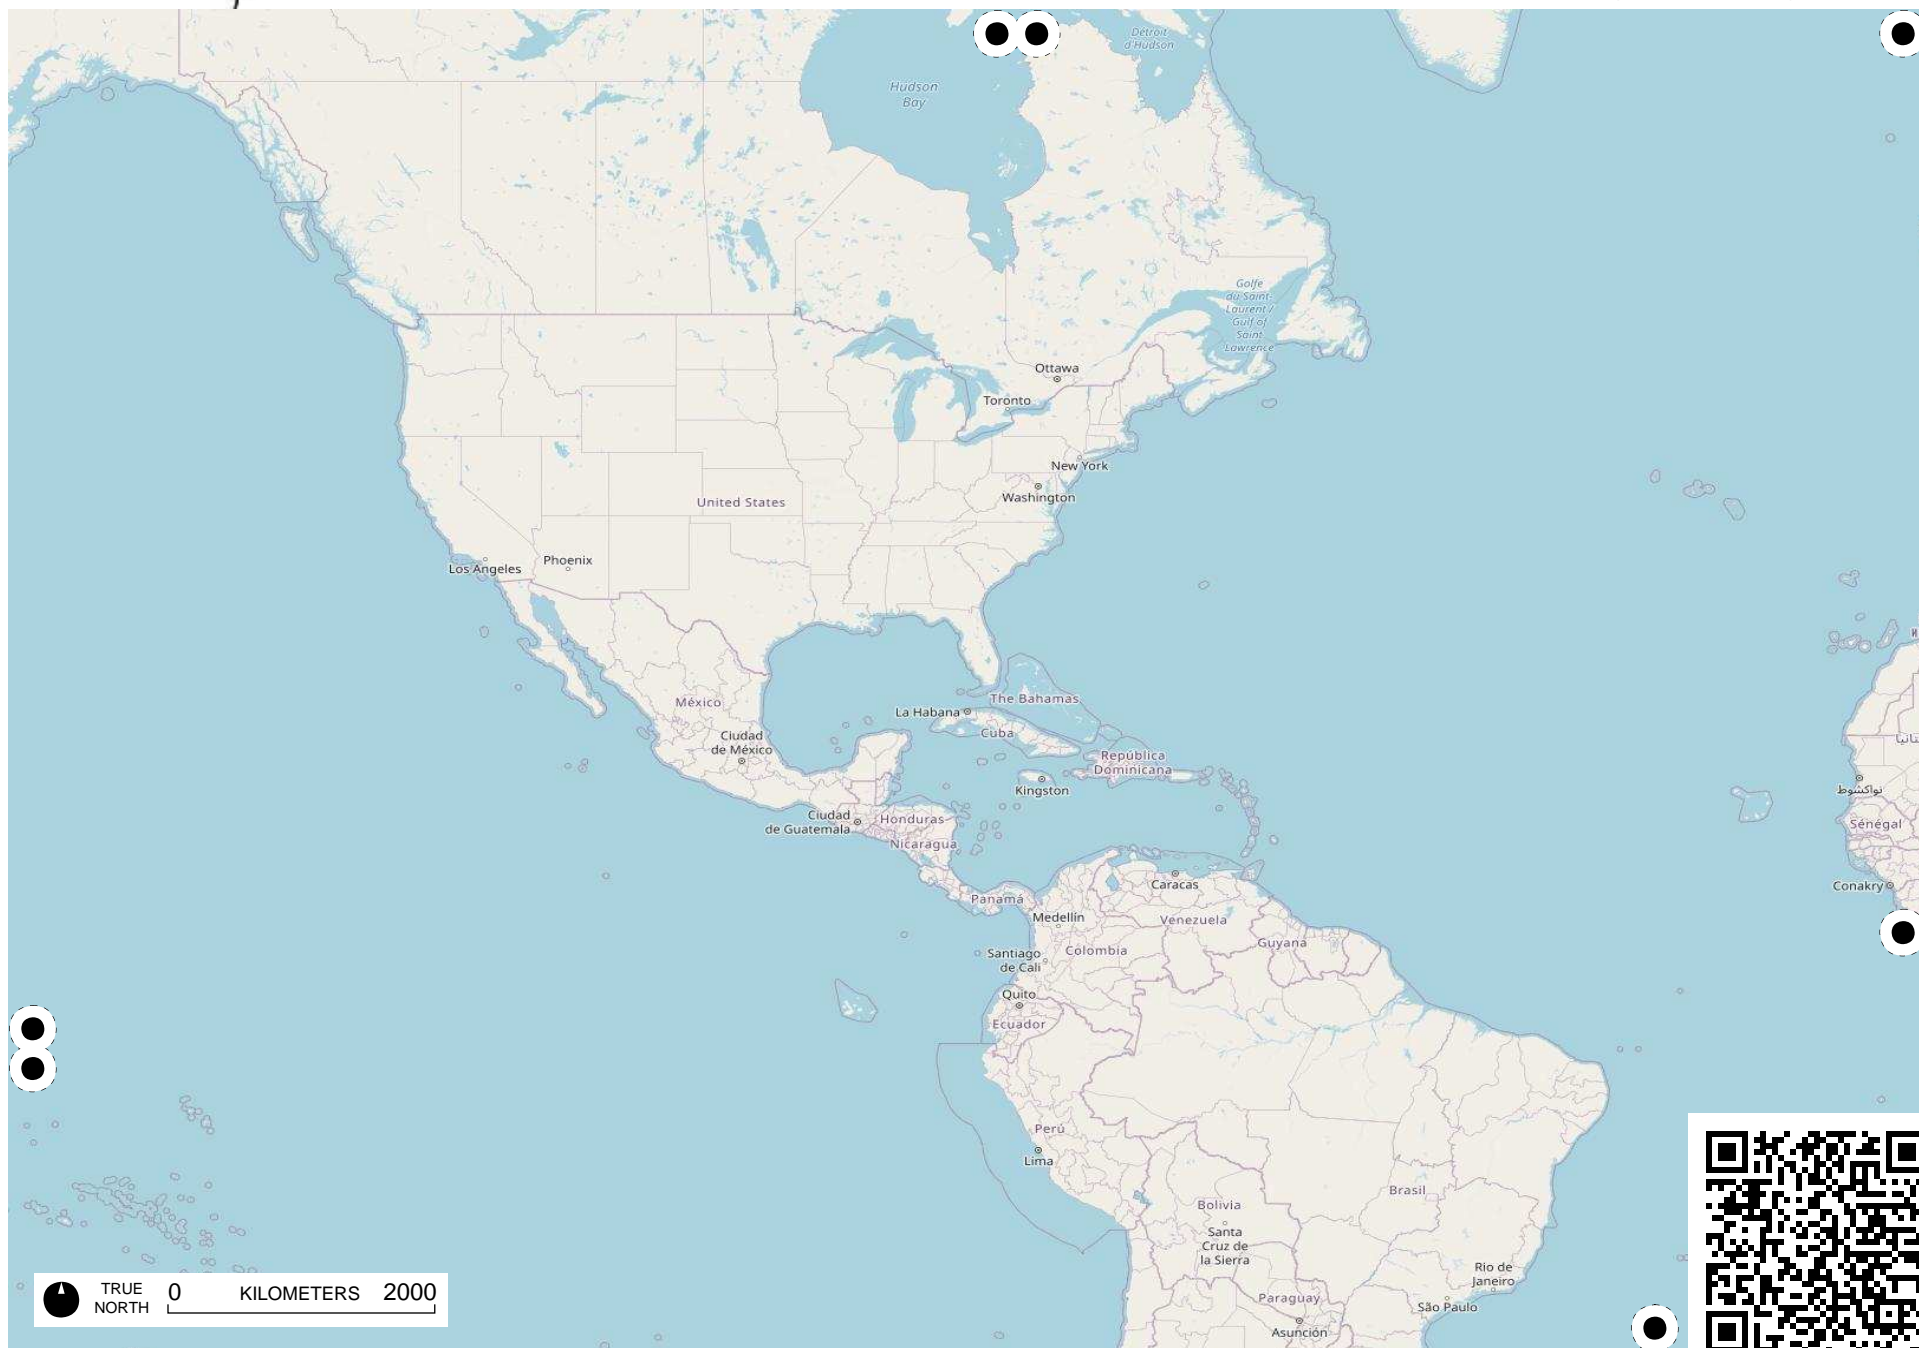 Détroit
d'Hudson
Hudson
Bay
Golfe
du Saint-
Laurent /
Gulf of
Saint
Lawrence
Ottawa
Toronto
New York
Washington
United States
Los Angeles
Phoenix
México
Ciudad
de México
La Habana
The Bahamas
Cuba
República
Dominicana
Kingston
Ciudad
de Guatemala
Honduras
Nicaragua
نواكشوط
Sénégal
Conakry
Panamá
Caracas
Medellín
Venezuela
Guyana
Santiago
de Cali
Colombia
Quito
Ecuador
Perú
Lima
Brasil
Bolivia
Santa
Cruz de
la Sierra
Rio de
Janeiro
São Paulo
Paraguay
Asunción
TRUE
NORTH
0 KILOMETERS 2000